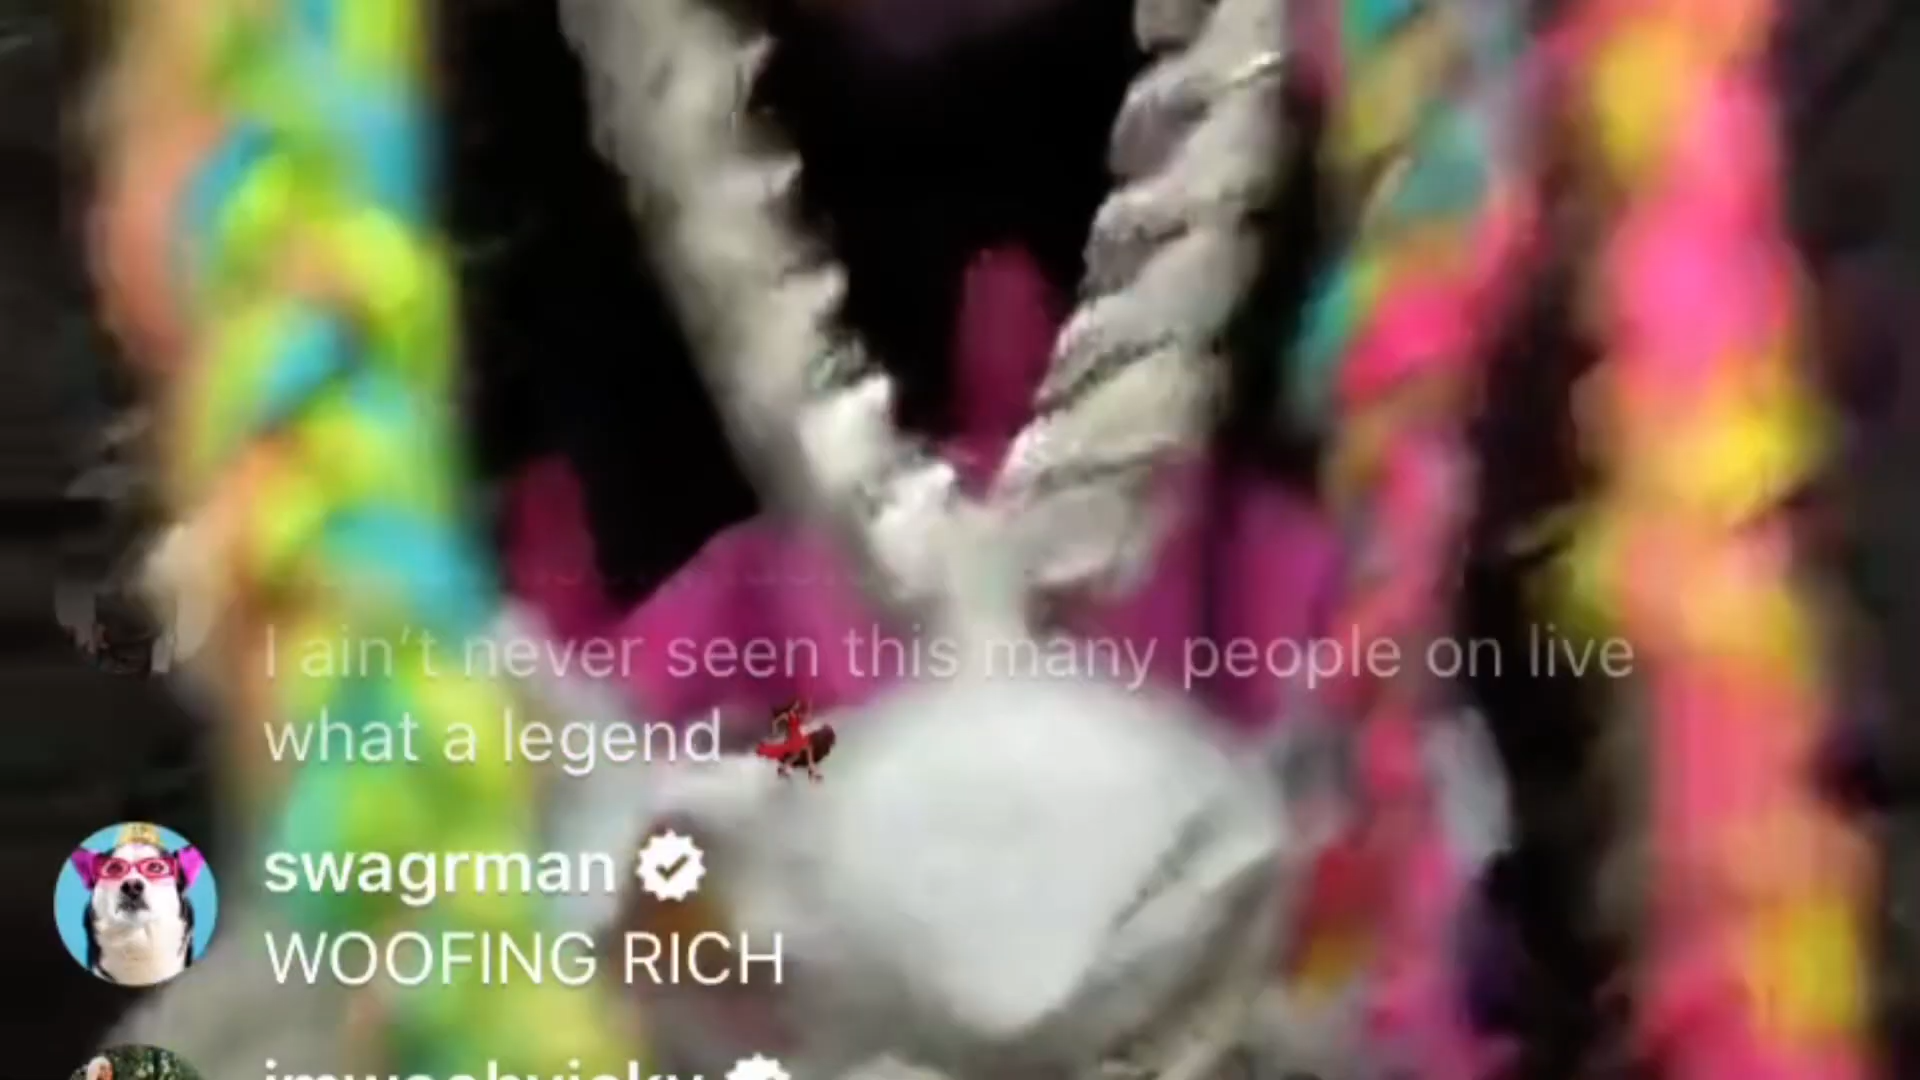 I ain't never seen this many people on live
what a legend 💃
swagrman
WOOFING RICH